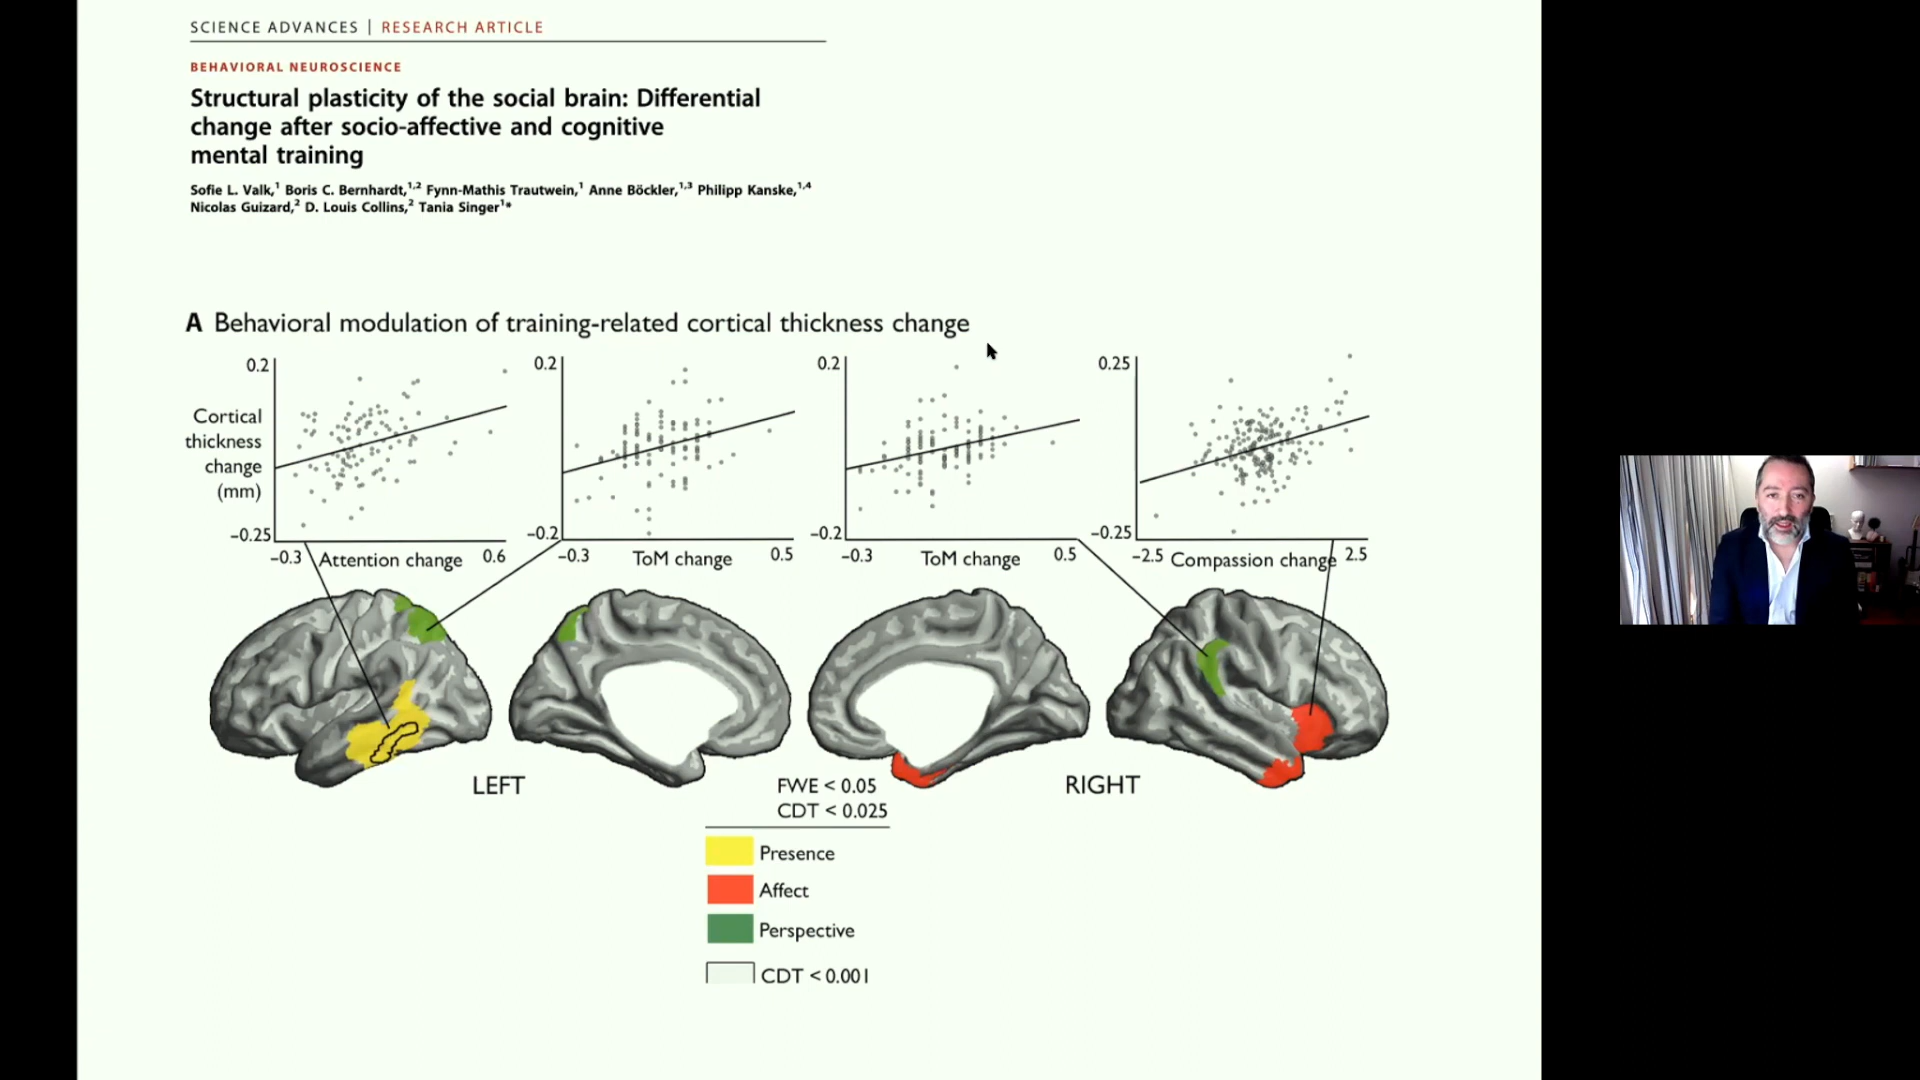 SCIENCE ADVANCES | RESEARCH ARTICLE
BEHAVIORAL NEUROSCIENCE
Structural plasticity of the social brain: Differential
change after socio-affective and cognitive
mental training
Sofie L. Valk,1 Boris C. Bernhardt,1,2 Fynn-Mathis Trautwein,1 Anne Böckler,1,3 Philipp Kanske,1,4
Nicolas Guizard,2 D. Louis Collins,2 Tania Singer1*
A Behavioral modulation of training-related cortical thickness change
0.2 0.2 0.2 0.25
Cortical
thickness
change
(mm)
−0.25 −0.2 −0.2 −0.25
−0.3 Attention change 0.6 −0.3 ToM change 0.5 −0.3 ToM change 0.5 −2.5 Compassion change 2.5
LEFT RIGHT
FWE < 0.05
CDT < 0.025
Presence
Affect
Perspective
CDT < 0.001